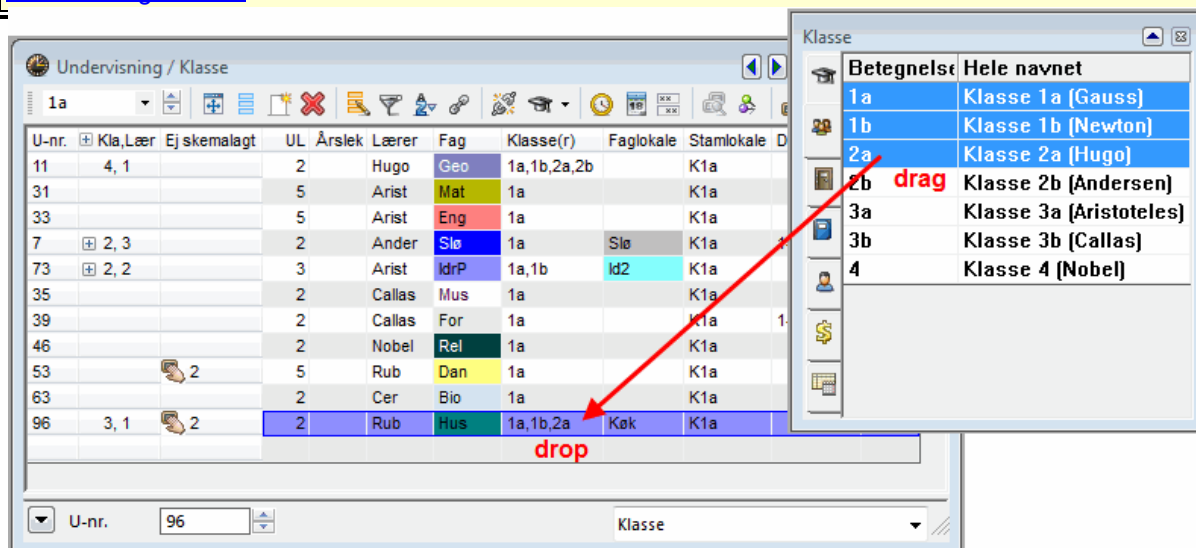 Klasse
Betegnelse Hele navnet
1a Klasse 1a (Gauss)
1b Klasse 1b (Newton)
2a Klasse 2a (Hugo)
2b drag Klasse 2b (Andersen)
3a Klasse 3a (Aristoteles)
3b Klasse 3b (Callas)
4 Klasse 4 (Nobel)
Undervisning / Klasse
1a
U-nr. Kla,Lær Ej skemalagt UL Årslek Lærer Fag Klasse(r) Faglokale Stamlokale D
11 4, 1 2 Hugo Geo 1a,1b,2a,2b K1a
31 5 Arist Mat 1a K1a
33 5 Arist Eng 1a K1a
7 2, 3 2 Ander Slø 1a Slø K1a
73 2, 2 3 Arist IdrP 1a,1b Id2 K1a
35 2 Callas Mus 1a K1a
39 2 Callas For 1a K1a
46 2 Nobel Rel 1a K1a
53 2 5 Rub Dan 1a K1a
63 2 Cer Bio 1a K1a
96 3, 1 2 2 Rub Hus 1a,1b,2a Køk K1a
drop
U-nr. 96 Klasse